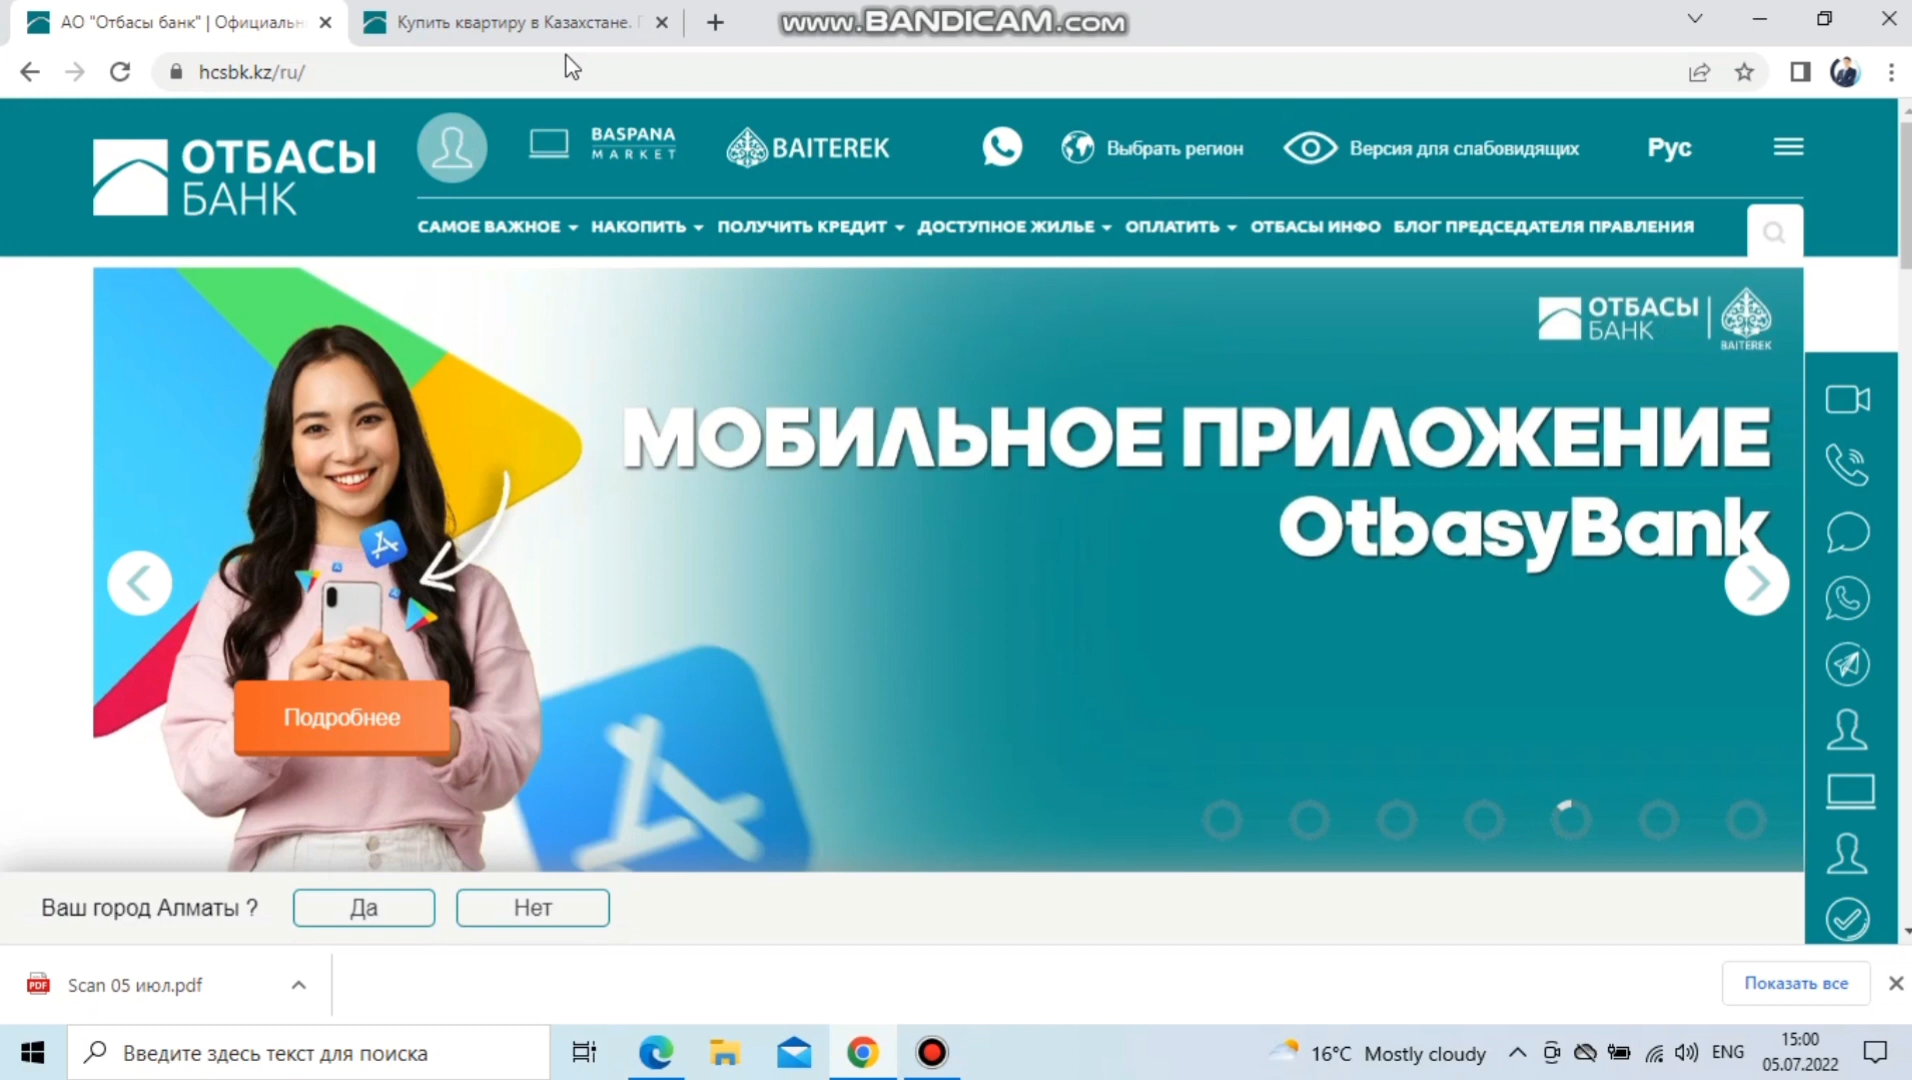 АО "Отбасы банк" | Официальн
Купить квартиру в Казахстане. П
www.BANDICAM.com
hcsbk.kz/ru/
ОТБАСЫ
БАНК
BASPANA
MARKET
BAITEREK
Выбрать регион
Версия для слабовидящих
Рус
САМОЕ ВАЖНОЕ
НАКОПИТЬ
ПОЛУЧИТЬ КРЕДИТ
ДОСТУПНОЕ ЖИЛЬЕ
ОПЛАТИТЬ
ОТБАСЫ ИНФО
БЛОГ ПРЕДСЕДАТЕЛЯ ПРАВЛЕНИЯ
ОТБАСЫ
БАНК
BAITEREK
МОБИЛЬНОЕ ПРИЛОЖЕНИЕ
OtbasyBank
Подробнее
Ваш город Алматы ?
Да
Нет
PDF
Scan 05 июл.pdf
Показать все
Введите здесь текст для поиска
16°C Mostly cloudy
ENG
15:00
05.07.2022